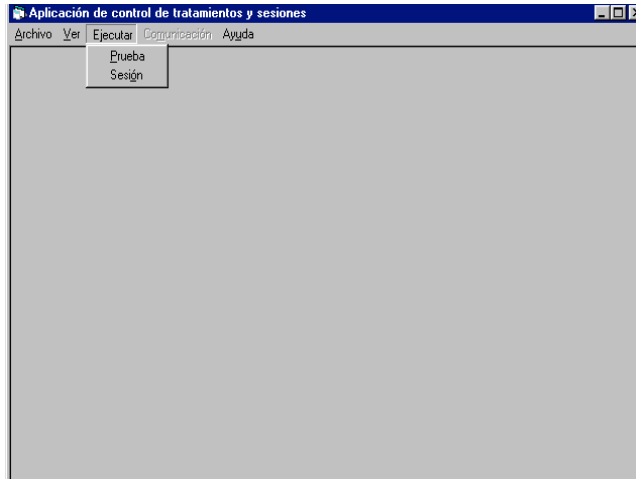 Aplicación de control de tratamientos y sesiones
Archivo Ver Ejecutar Comunicación Ayuda
Prueba
Sesión